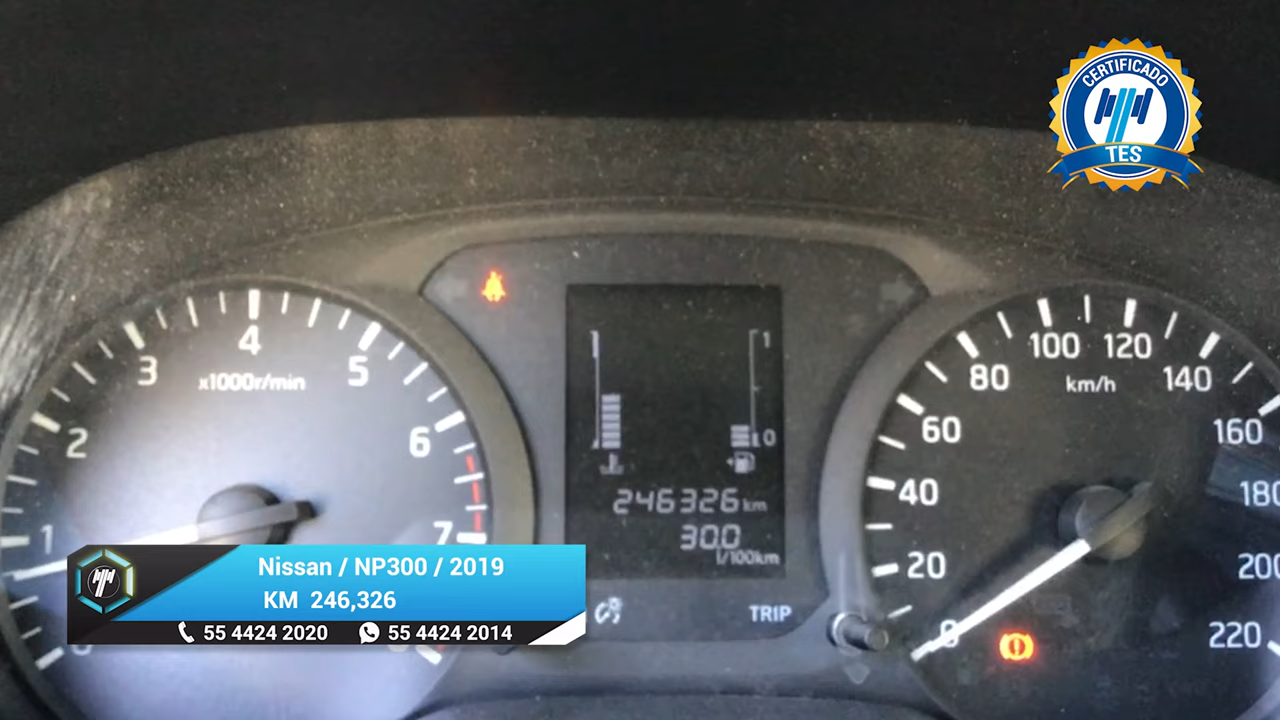 CERTIFICADO
TES
1
2
3
4
5
6
7
x1000r/min
1
0
246326 km
30.0
l/100km
TRIP
0
20
40
60
80
100
120
140
160
180
200
220
km/h
Nissan / NP300 / 2019
KM 246,326
55 4424 2020 55 4424 2014